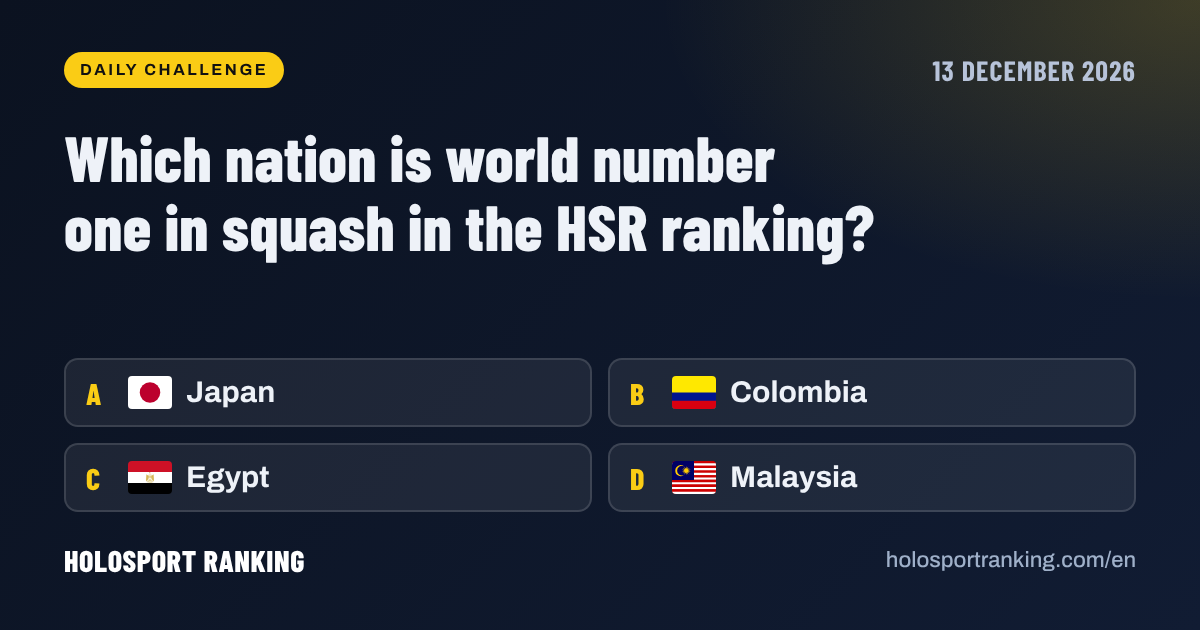 DAILY CHALLENGE
13 DECEMBER 2026
Which nation is world number
one in squash in the HSR ranking?
A Japan
B Colombia
C Egypt
D Malaysia
HOLOSPORT RANKING
holosportranking.com/en